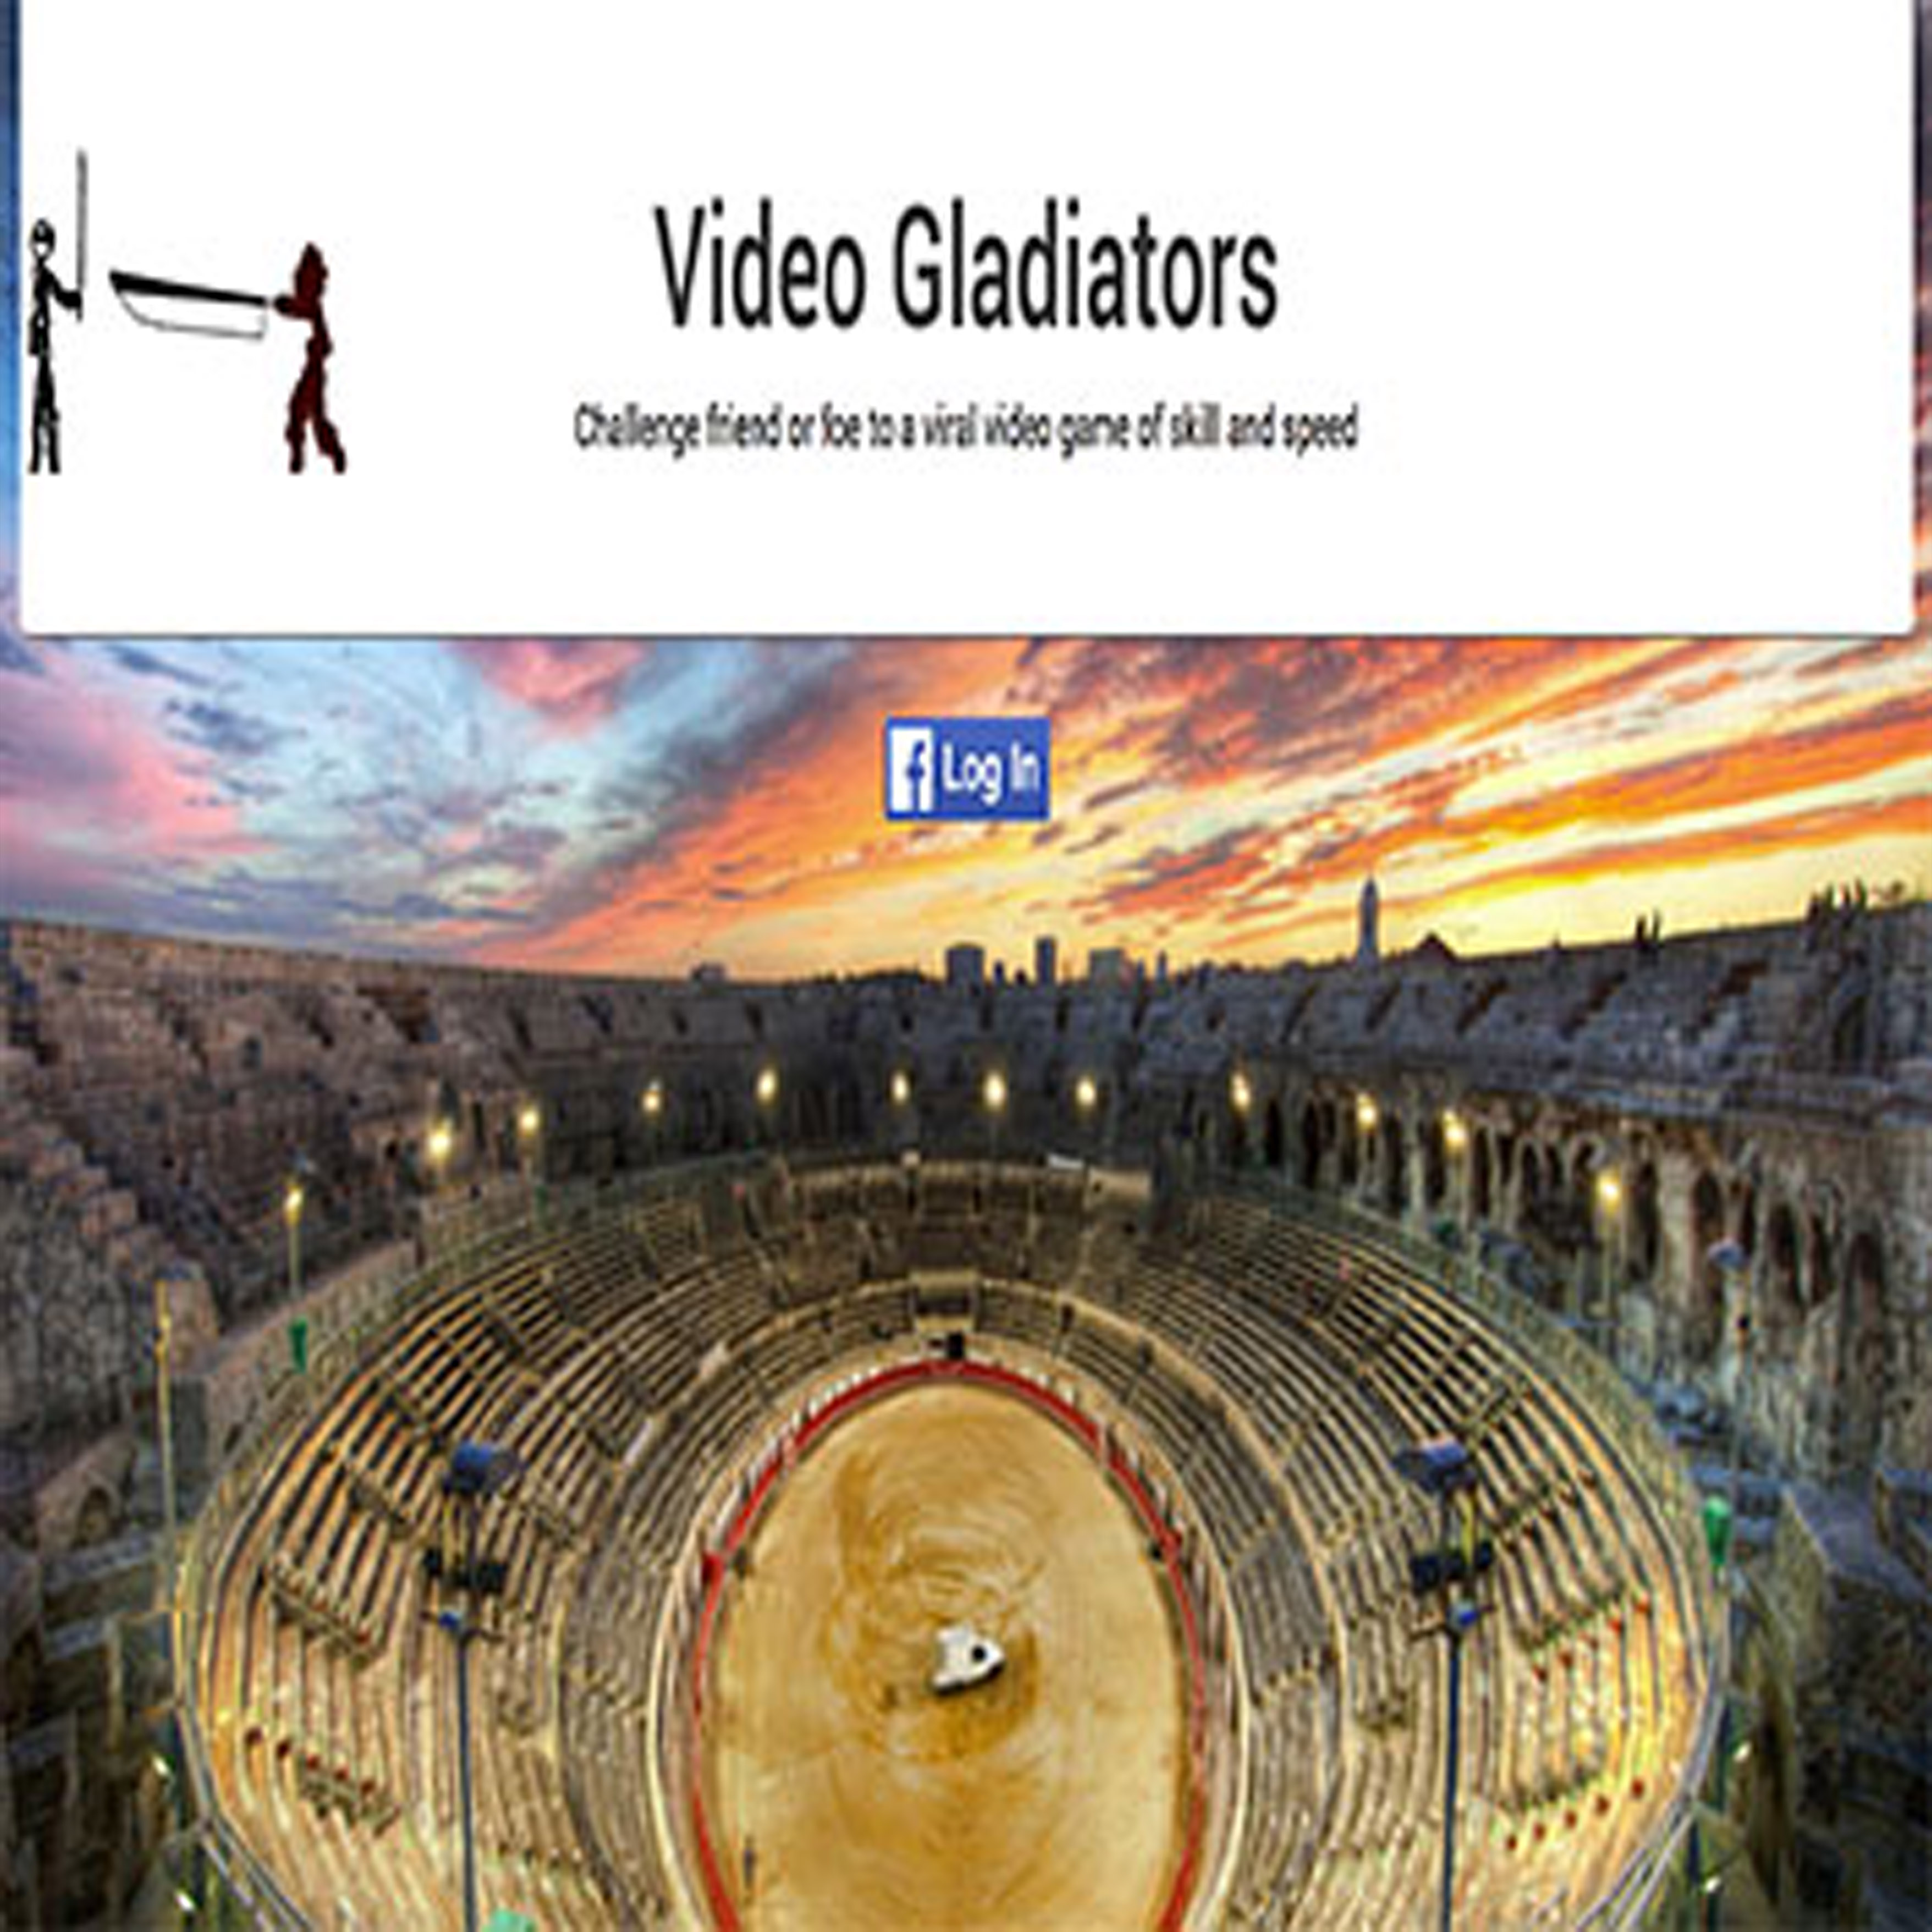 Video Gladiators
Challenge friend or foe to a viral video game of skill and speed
f Log In